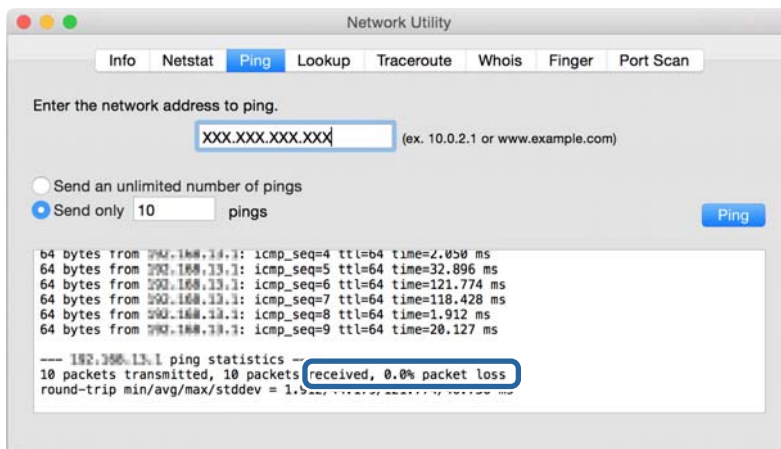 Network Utility
Info Netstat Ping Lookup Traceroute Whois Finger Port Scan
Enter the network address to ping.
XXX.XXX.XXX.XXX (ex. 10.0.2.1 or www.example.com)
Send an unlimited number of pings
Send only 10 pings
Ping
64 bytes from icmp_seq=4 ttl=64 time=2.050 ms
64 bytes from icmp_seq=5 ttl=64 time=32.896 ms
64 bytes from icmp_seq=6 ttl=64 time=121.774 ms
64 bytes from icmp_seq=7 ttl=64 time=118.428 ms
64 bytes from icmp_seq=8 ttl=64 time=1.912 ms
64 bytes from icmp_seq=9 ttl=64 time=20.127 ms
--- ping statistics --
10 packets transmitted, 10 packets received, 0.0% packet loss
round-trip min/avg/max/stddev = ms